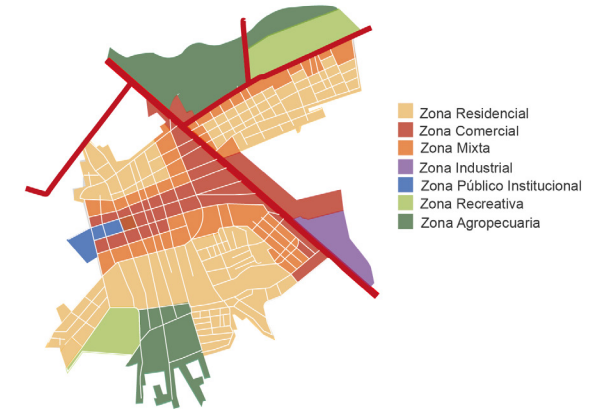 Zona Residencial
Zona Comercial
Zona Mixta
Zona Industrial
Zona Público Institucional
Zona Recreativa
Zona Agropecuaria